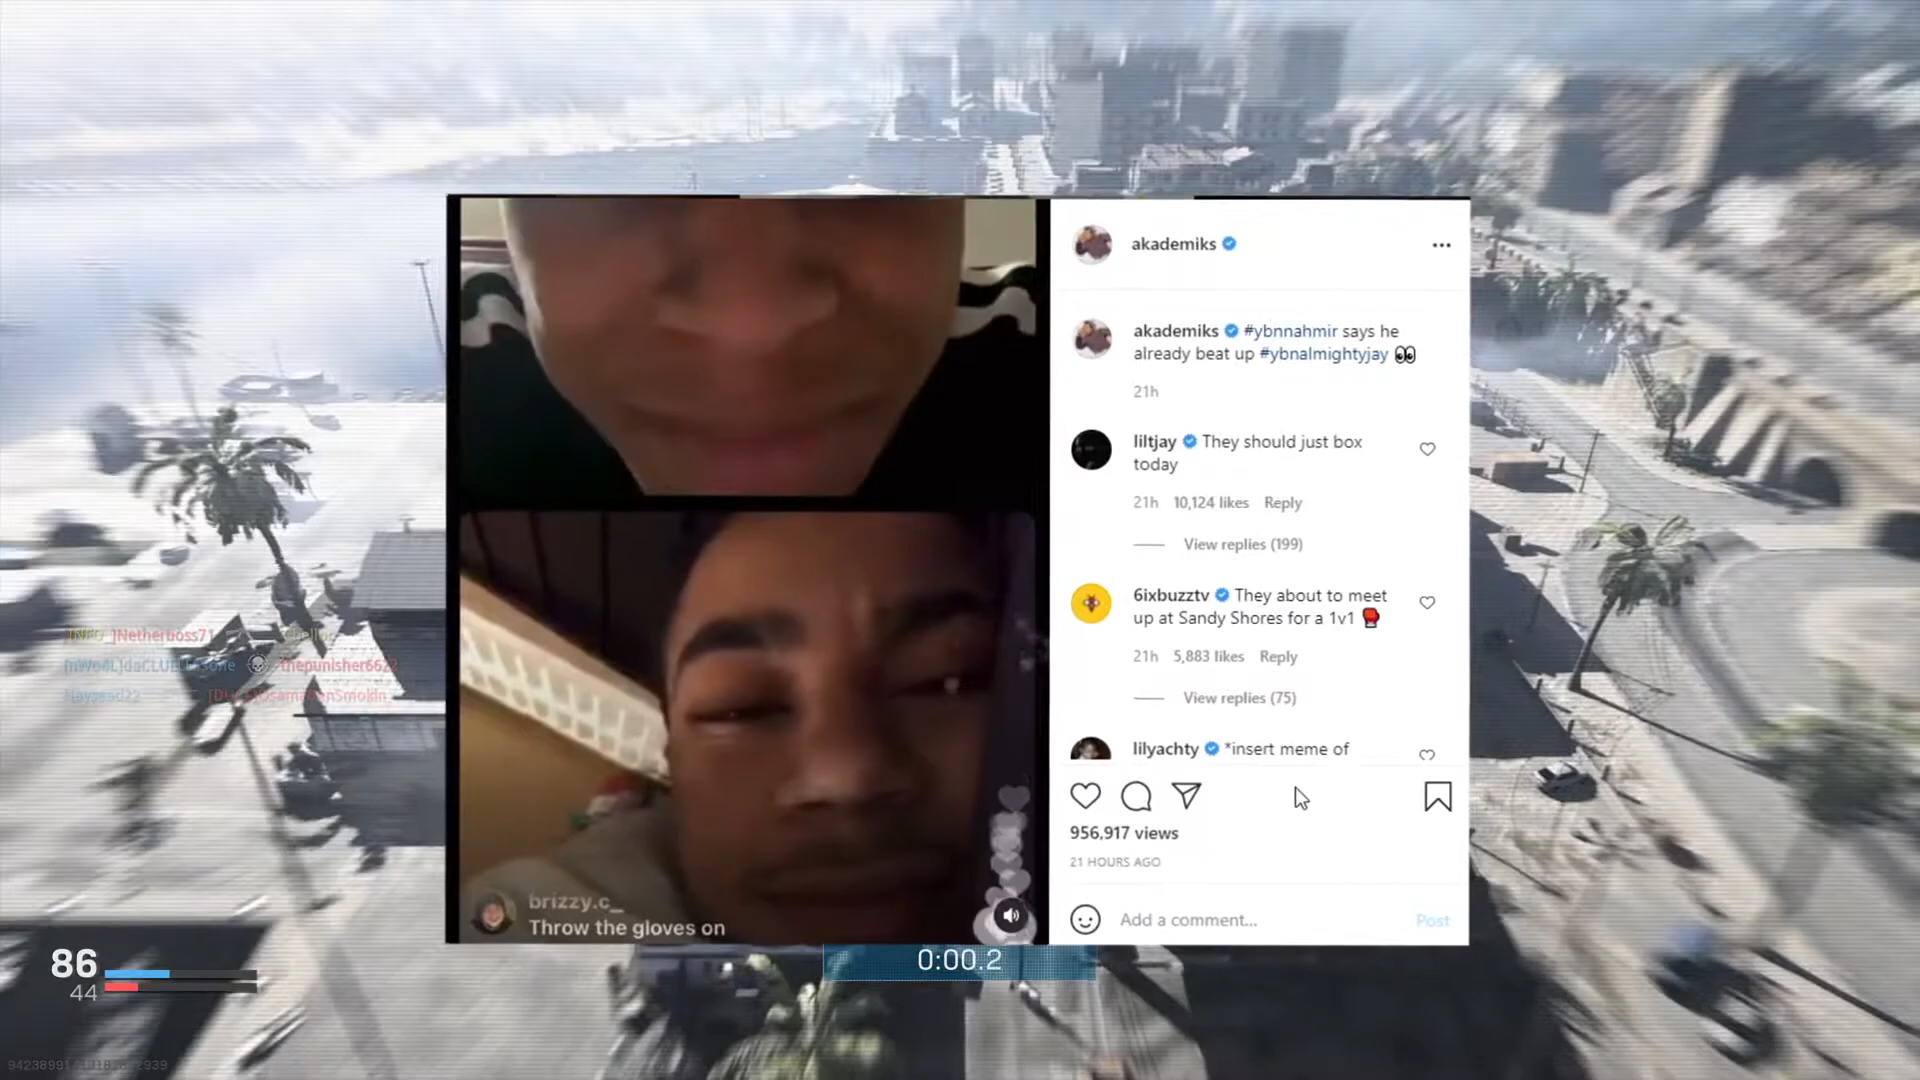 akademiks
akademiks #ybnnahmir says he
already beat up #ybnalmightyjay 👀
21h
liltjay They should just box
today
21h 10,124 likes Reply
View replies (199)
6ixbuzztv They about to meet
up at Sandy Shores for a 1v1 🥊
21h 5,883 likes Reply
View replies (75)
lilyachty *insert meme of
956,917 views
21 HOURS AGO
Add a comment... Post
brizzy.c_
Throw the gloves on
]Netherboss71
thepunisher6622
86
44
0:00.2